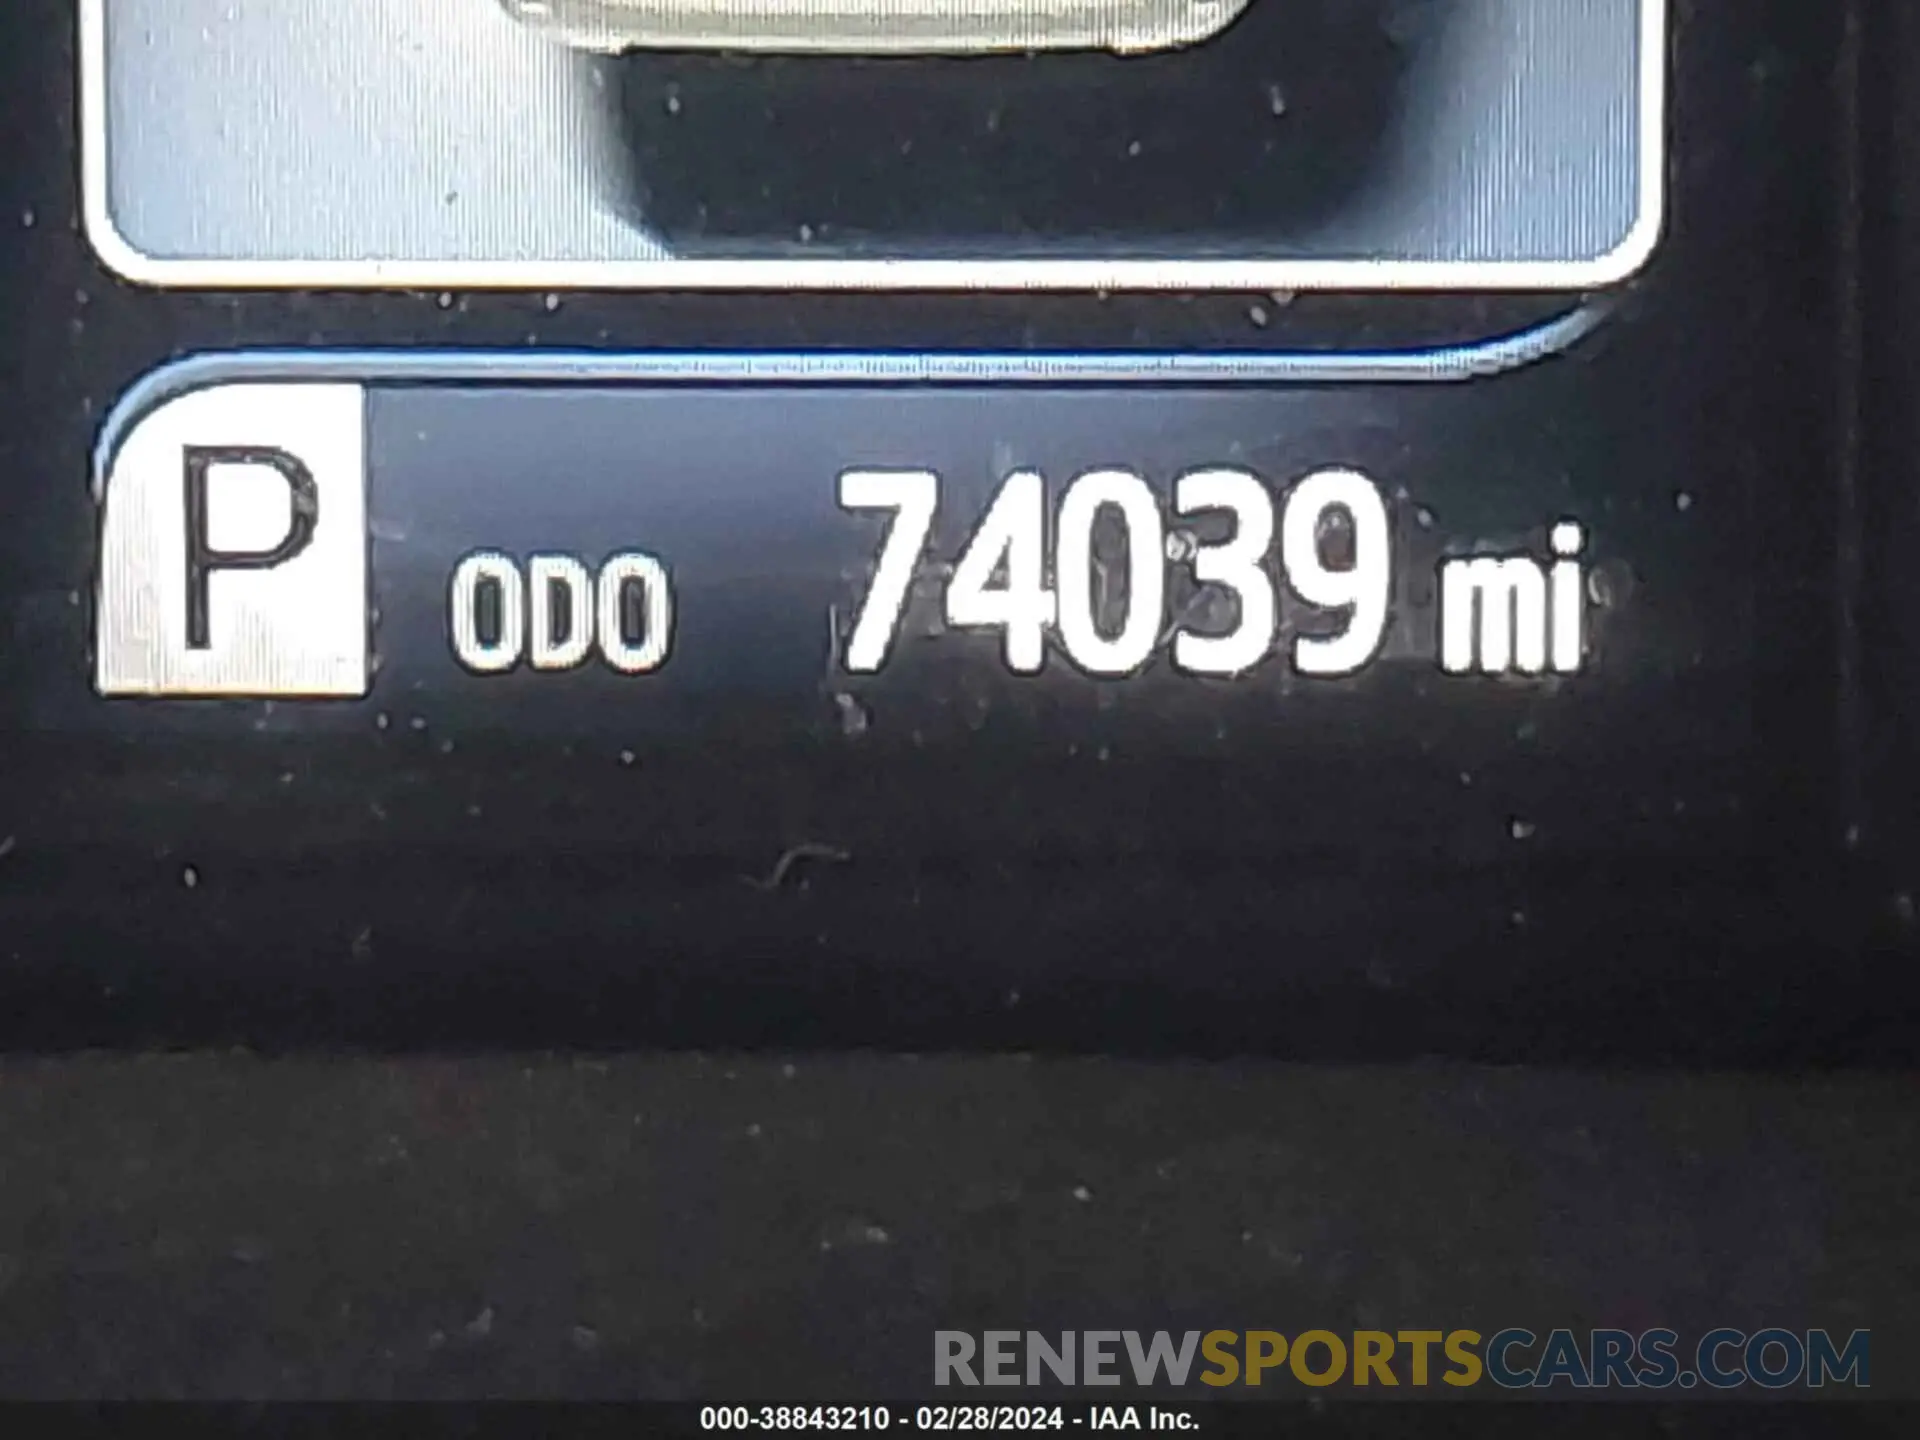 P ODO 74039 mi
RENEWSPORTSCARS.COM
000-38843210 - 02/28/2024 - IAA Inc.